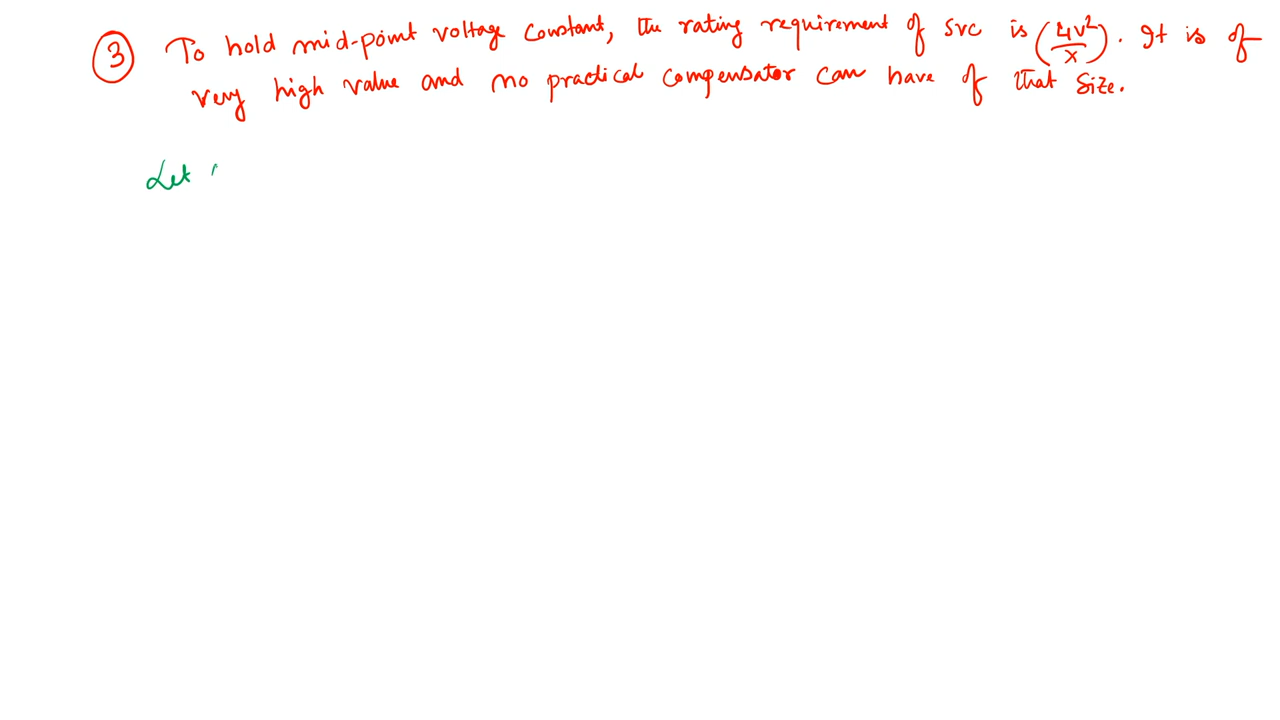 ③ To hold mid-point voltage constant, the rating requirement of SVC is (4V²/X). It is of
very high value and no practical compensator can have of that size.
Let